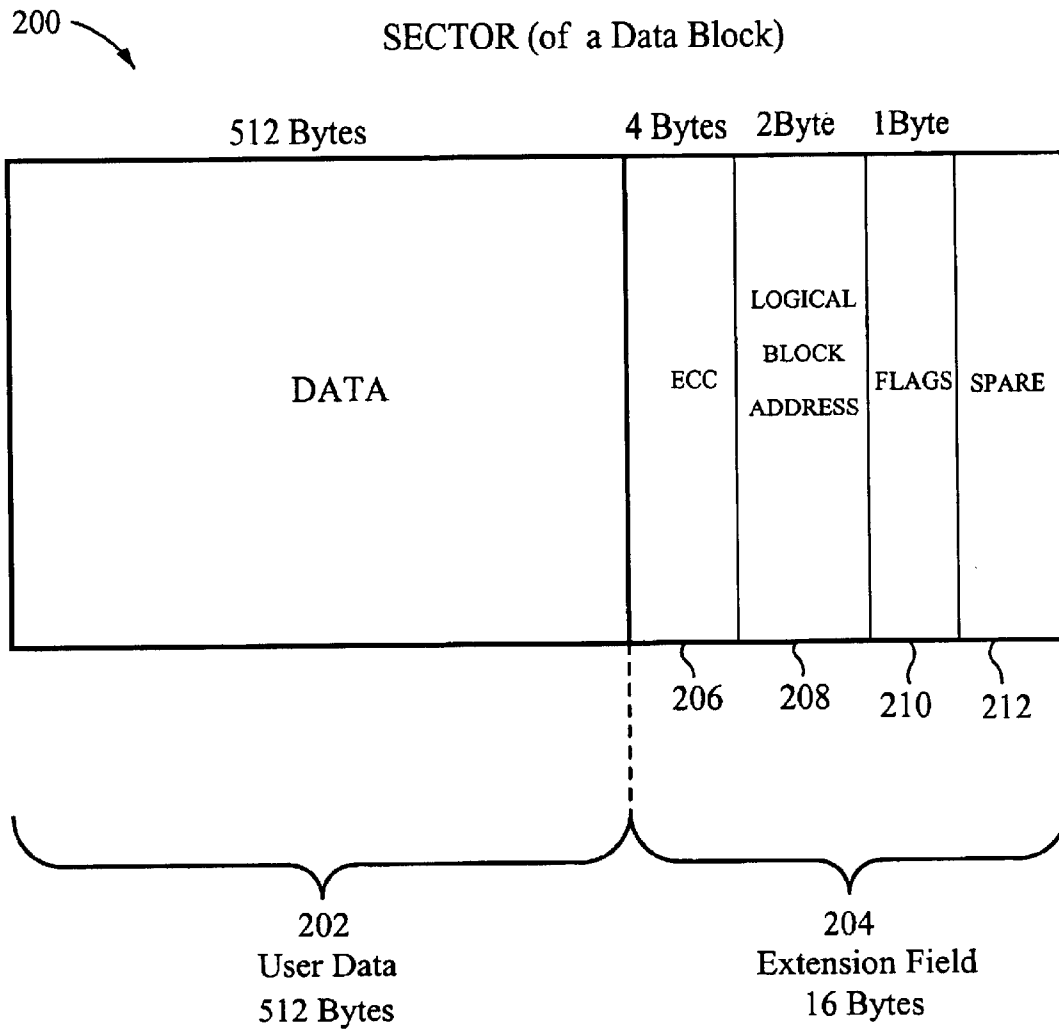 200
SECTOR (of a Data Block)
512 Bytes
4 Bytes
2Byte
1Byte
DATA
ECC
LOGICAL
BLOCK
ADDRESS
FLAGS
SPARE
206
208
210
212
202
User Data
512 Bytes
204
Extension Field
16 Bytes